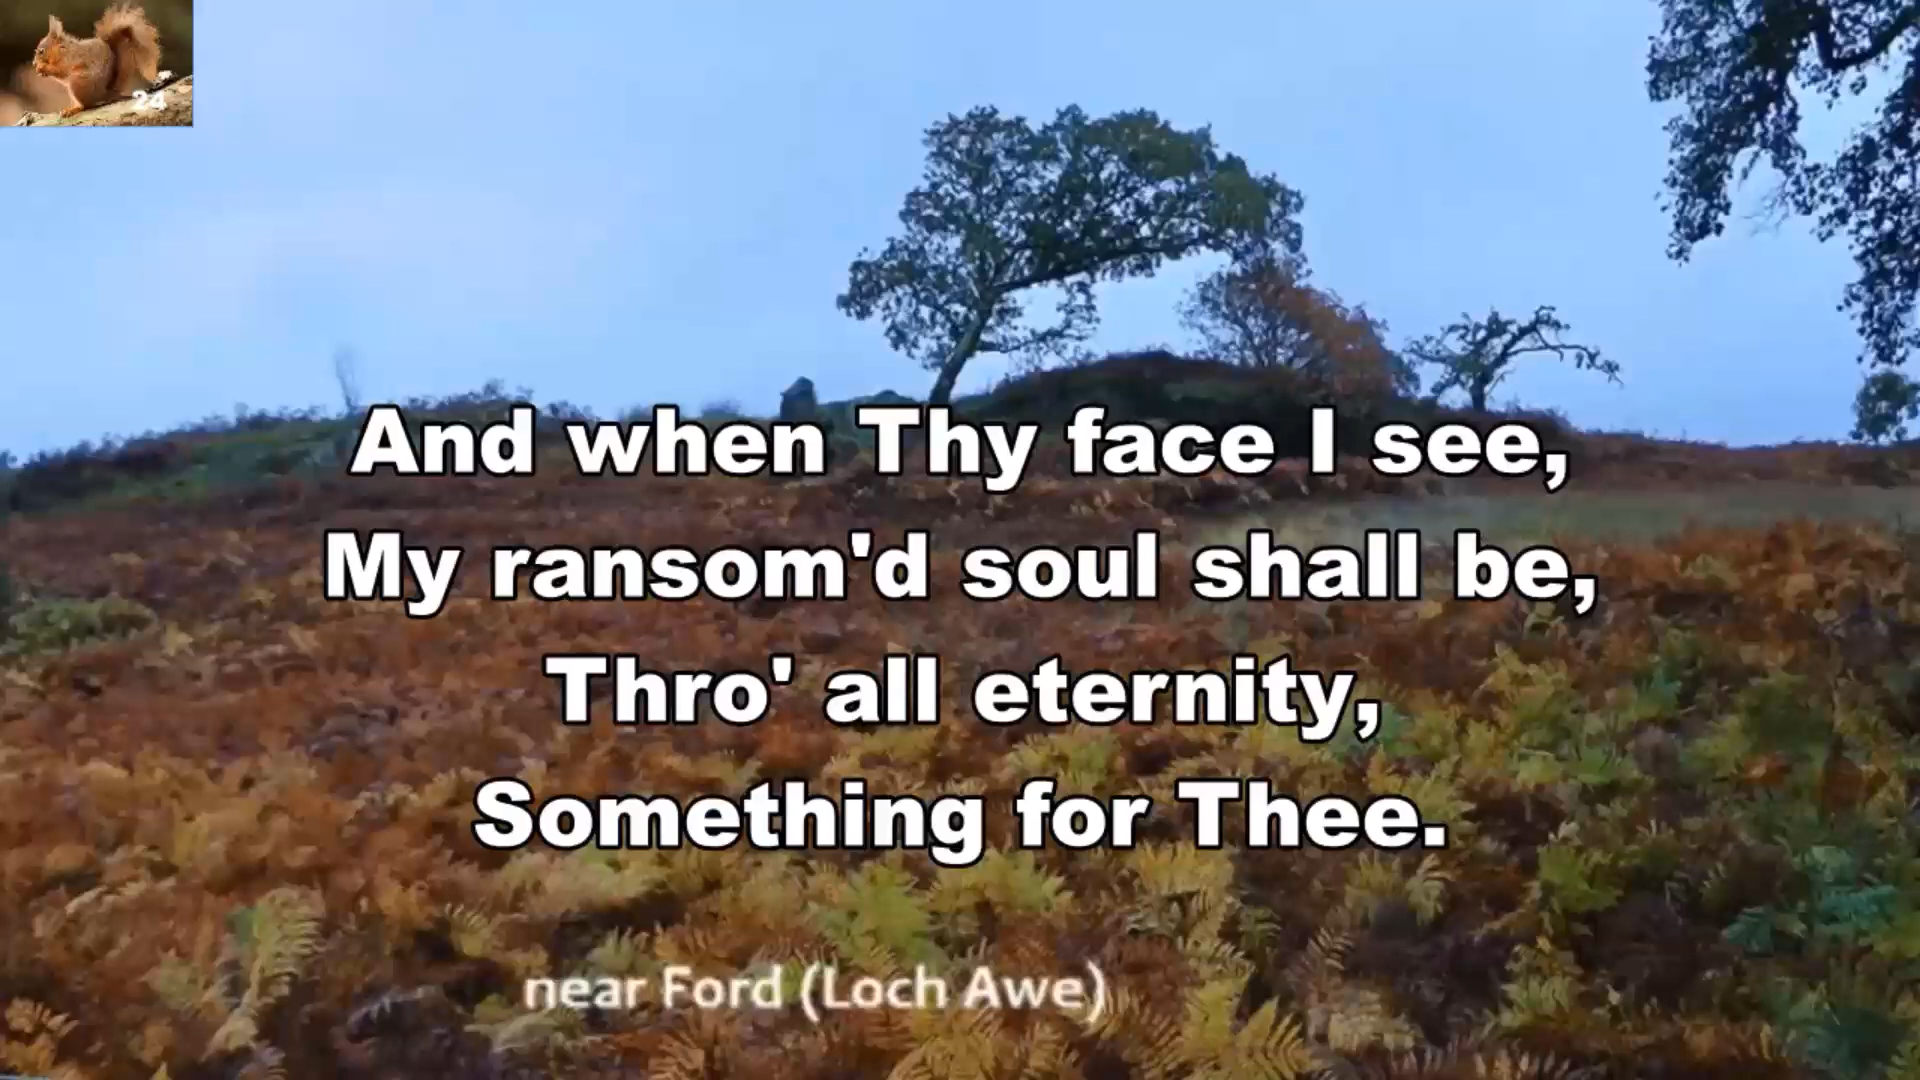 24
And when Thy face I see,
My ransom'd soul shall be,
Thro' all eternity,
Something for Thee.
near Ford (Loch Awe)